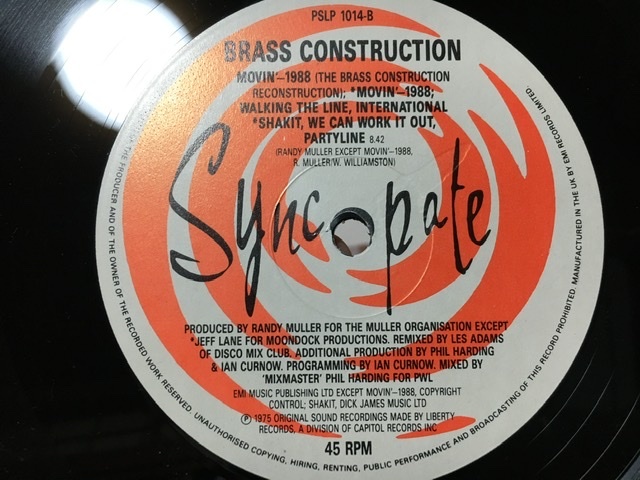 PSLP 1014-B
BRASS CONSTRUCTION
MOVIN'–1988 (THE BRASS CONSTRUCTION
RECONSTRUCTION); *MOVIN'–1988;
WALKING THE LINE, INTERNATIONAL
*SHAKIT, WE CAN WORK IT OUT,
PARTYLINE 8.42
(RANDY MULLER EXCEPT MOVIN'–1988,
R. MULLER/W. WILLIAMSTON)
Syncopate
PRODUCED BY RANDY MULLER FOR THE MULLER ORGANISATION EXCEPT
*JEFF LANE FOR MOONDOCK PRODUCTIONS. REMIXED BY LES ADAMS
OF DISCO MIX CLUB. ADDITIONAL PRODUCTION BY PHIL HARDING
& IAN CURNOW. PROGRAMMING BY IAN CURNOW. MIXED BY
'MIXMASTER' PHIL HARDING FOR PWL
EMI MUSIC PUBLISHING LTD EXCEPT MOVIN'–1988, COPYRIGHT
CONTROL; SHAKIT, DICK JAMES MUSIC LTD
℗ 1975 ORIGINAL SOUND RECORDINGS MADE BY LIBERTY
RECORDS, A DIVISION OF CAPITOL RECORDS INC
45 RPM
THE PRODUCER AND OF THE OWNER OF THE RECORDED WORK RESERVED. UNAUTHORISED COPYING, HIRING, RENTING, PUBLIC PERFORMANCE AND BROADCASTING OF THIS RECORD PROHIBITED. MANUFACTURED IN THE UK BY EMI RECORDS LIMITED.